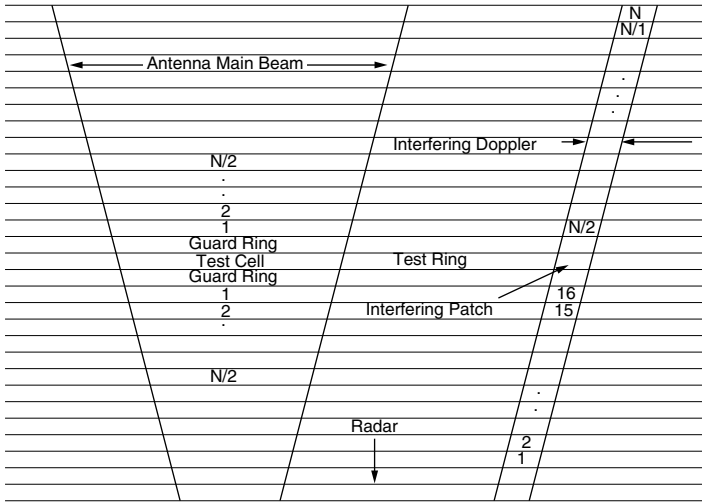 N
N/1
Antenna Main Beam
.
.
.
Interfering Doppler
N/2
.
.
2
1
N/2
Guard Ring
Test Cell
Test Ring
Guard Ring
1
16
2
Interfering Patch
15
.
N/2
.
.
Radar
2
1